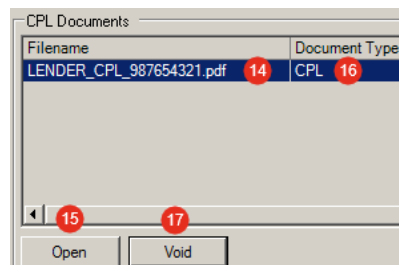 CPL Documents
Filename Document Type
LENDER_CPL_987654321.pdf 14 CPL 16
15 17
Open Void